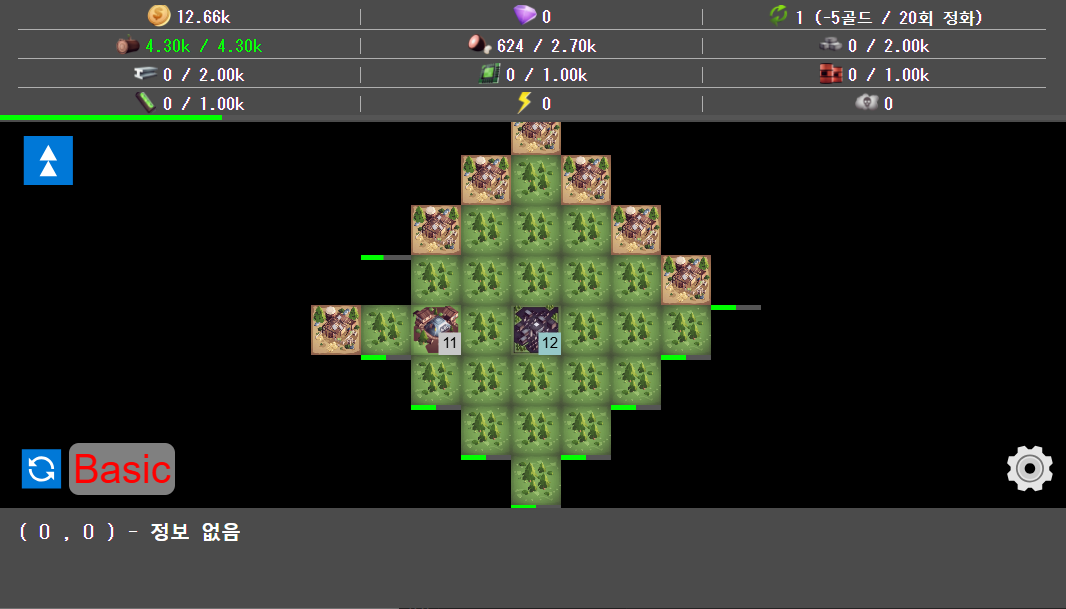 12.66k 0 1 (-5골드 / 20회 정화)
4.30k / 4.30k 624 / 2.70k 0 / 2.00k
0 / 2.00k 0 / 1.00k 0 / 1.00k
0 / 1.00k 0 0
11 12
Basic
( 0 , 0 ) - 정보 없음